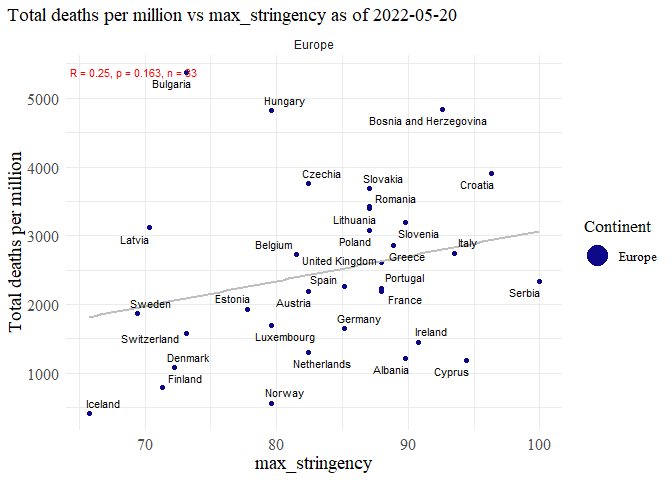 Total deaths per million vs max_stringency as of 2022-05-20
Europe
R = 0.25, p = 0.163, n = 33
Bulgaria
5000
Hungary
Bosnia and Herzegovina
4000
Czechia
Slovakia
Croatia
Romania
Lithuania
3000
Latvia
Poland
Slovenia
Belgium
Italy
United Kingdom
Greece
Spain
Portugal
Serbia
2000
Sweden
Estonia
Austria
France
Switzerland
Luxembourg
Germany
Ireland
Denmark
Netherlands
Albania
Cyprus
1000
Finland
Iceland
Norway
70
80
90
100
max_stringency
Total deaths per million
Continent
Europe